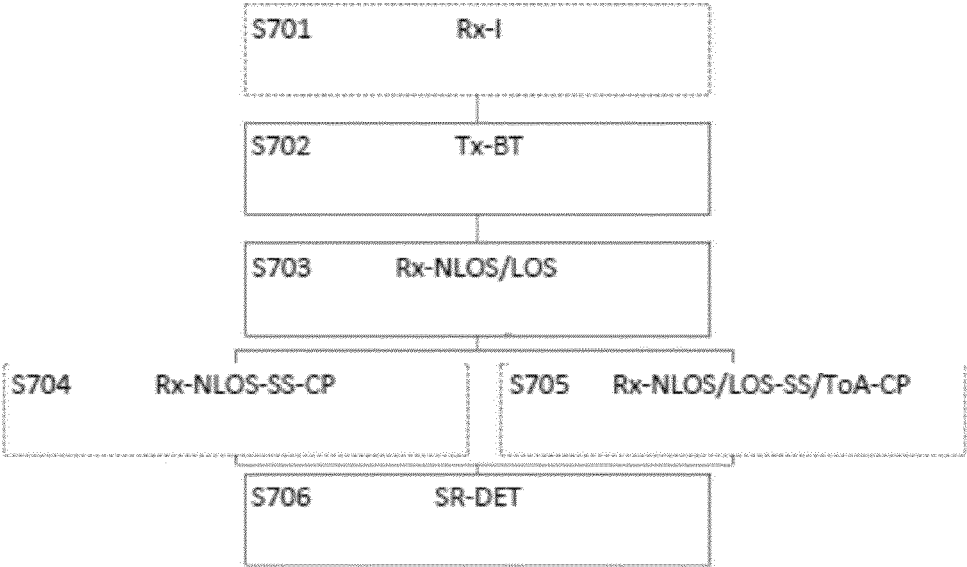 S701 Rx-I
S702 Tx-BT
S703 Rx-NLOS/LOS
S704 Rx-NLOS-SS-CP
S705 Rx-NLOS/LOS-SS/ToA-CP
S706 SR-DET